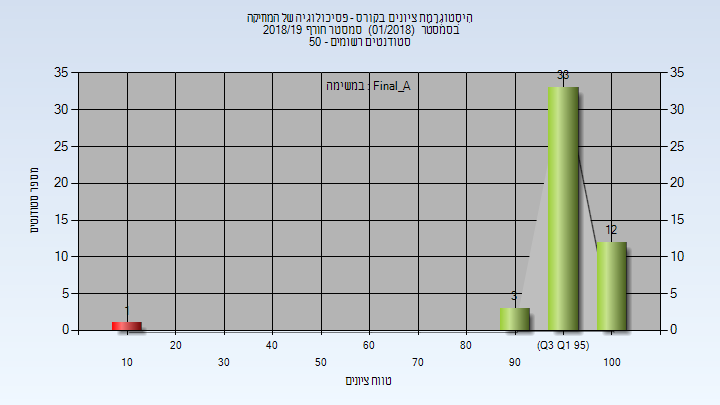 היסטוגרמת ציונים בקורס - פסיכולוגיה של המחיקה
בסמסטר (01/2018) סמסטר חורף 2018/19
סטודנטים רשומים - 50
במשימה : Final_A
מספר סטודנטים
35 35
30 30
25 25
20 20
15 15
10 10
5 5
0 0
1
3
33
12
20 30 40 50 60 70 80 90 100
10
(Q3 Q1 95)
טווח ציונים